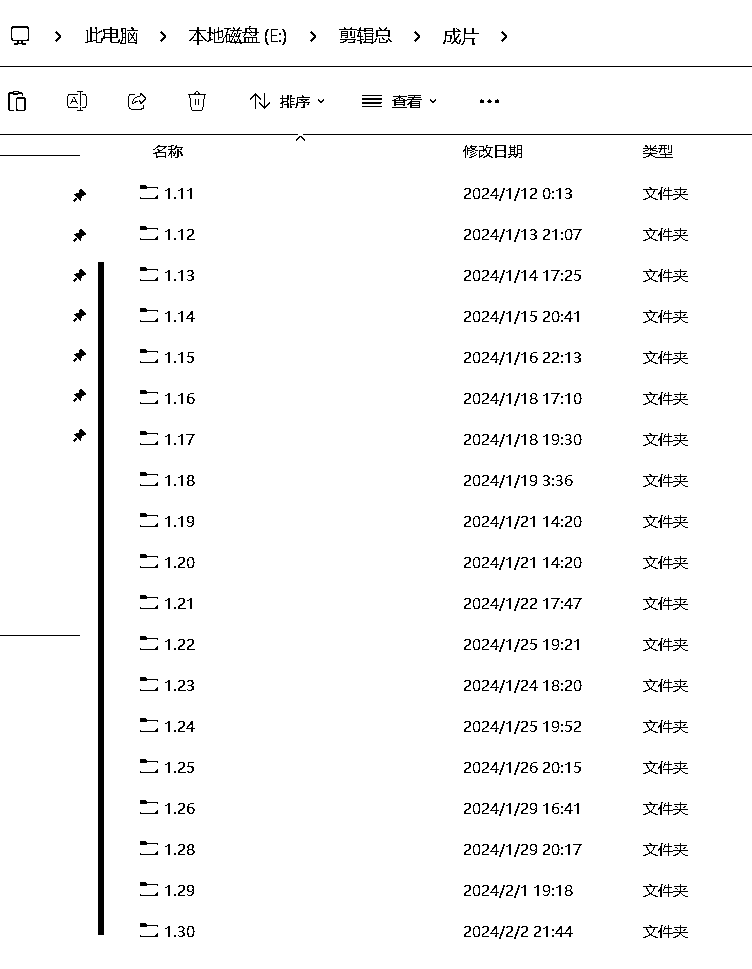 此电脑 本地磁盘 (E:) 剪辑总 成片
排序 查看
名称 修改日期 类型
1.11 2024/1/12 0:13 文件夹
1.12 2024/1/13 21:07 文件夹
1.13 2024/1/14 17:25 文件夹
1.14 2024/1/15 20:41 文件夹
1.15 2024/1/16 22:13 文件夹
1.16 2024/1/18 17:10 文件夹
1.17 2024/1/18 19:30 文件夹
1.18 2024/1/19 3:36 文件夹
1.19 2024/1/21 14:20 文件夹
1.20 2024/1/21 14:20 文件夹
1.21 2024/1/22 17:47 文件夹
1.22 2024/1/25 19:21 文件夹
1.23 2024/1/24 18:20 文件夹
1.24 2024/1/25 19:52 文件夹
1.25 2024/1/26 20:15 文件夹
1.26 2024/1/29 16:41 文件夹
1.28 2024/1/29 20:17 文件夹
1.29 2024/2/1 19:18 文件夹
1.30 2024/2/2 21:44 文件夹